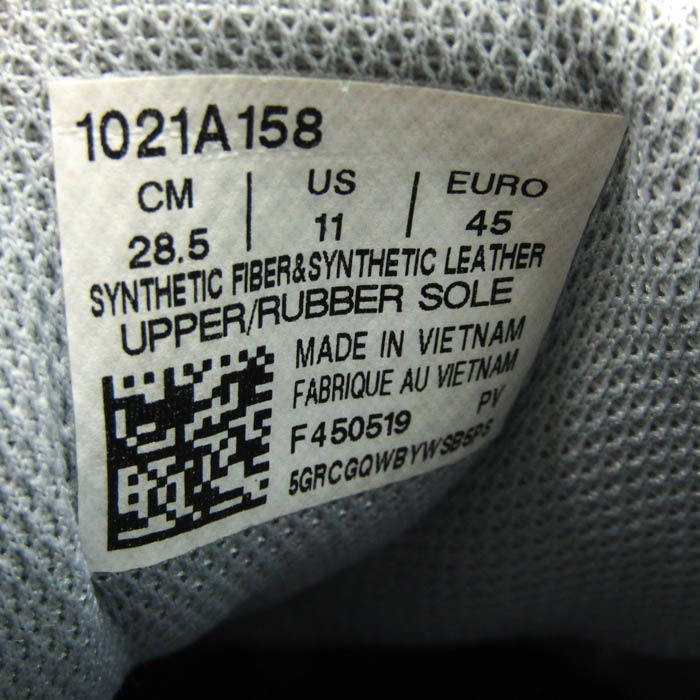 1021A158
CM | US | EURO
28.5 | 11 | 45
SYNTHETIC FIBER&SYNTHETIC LEATHER
UPPER/RUBBER SOLE
MADE IN VIETNAM
FABRIQUE AU VIETNAM
F450519 PV